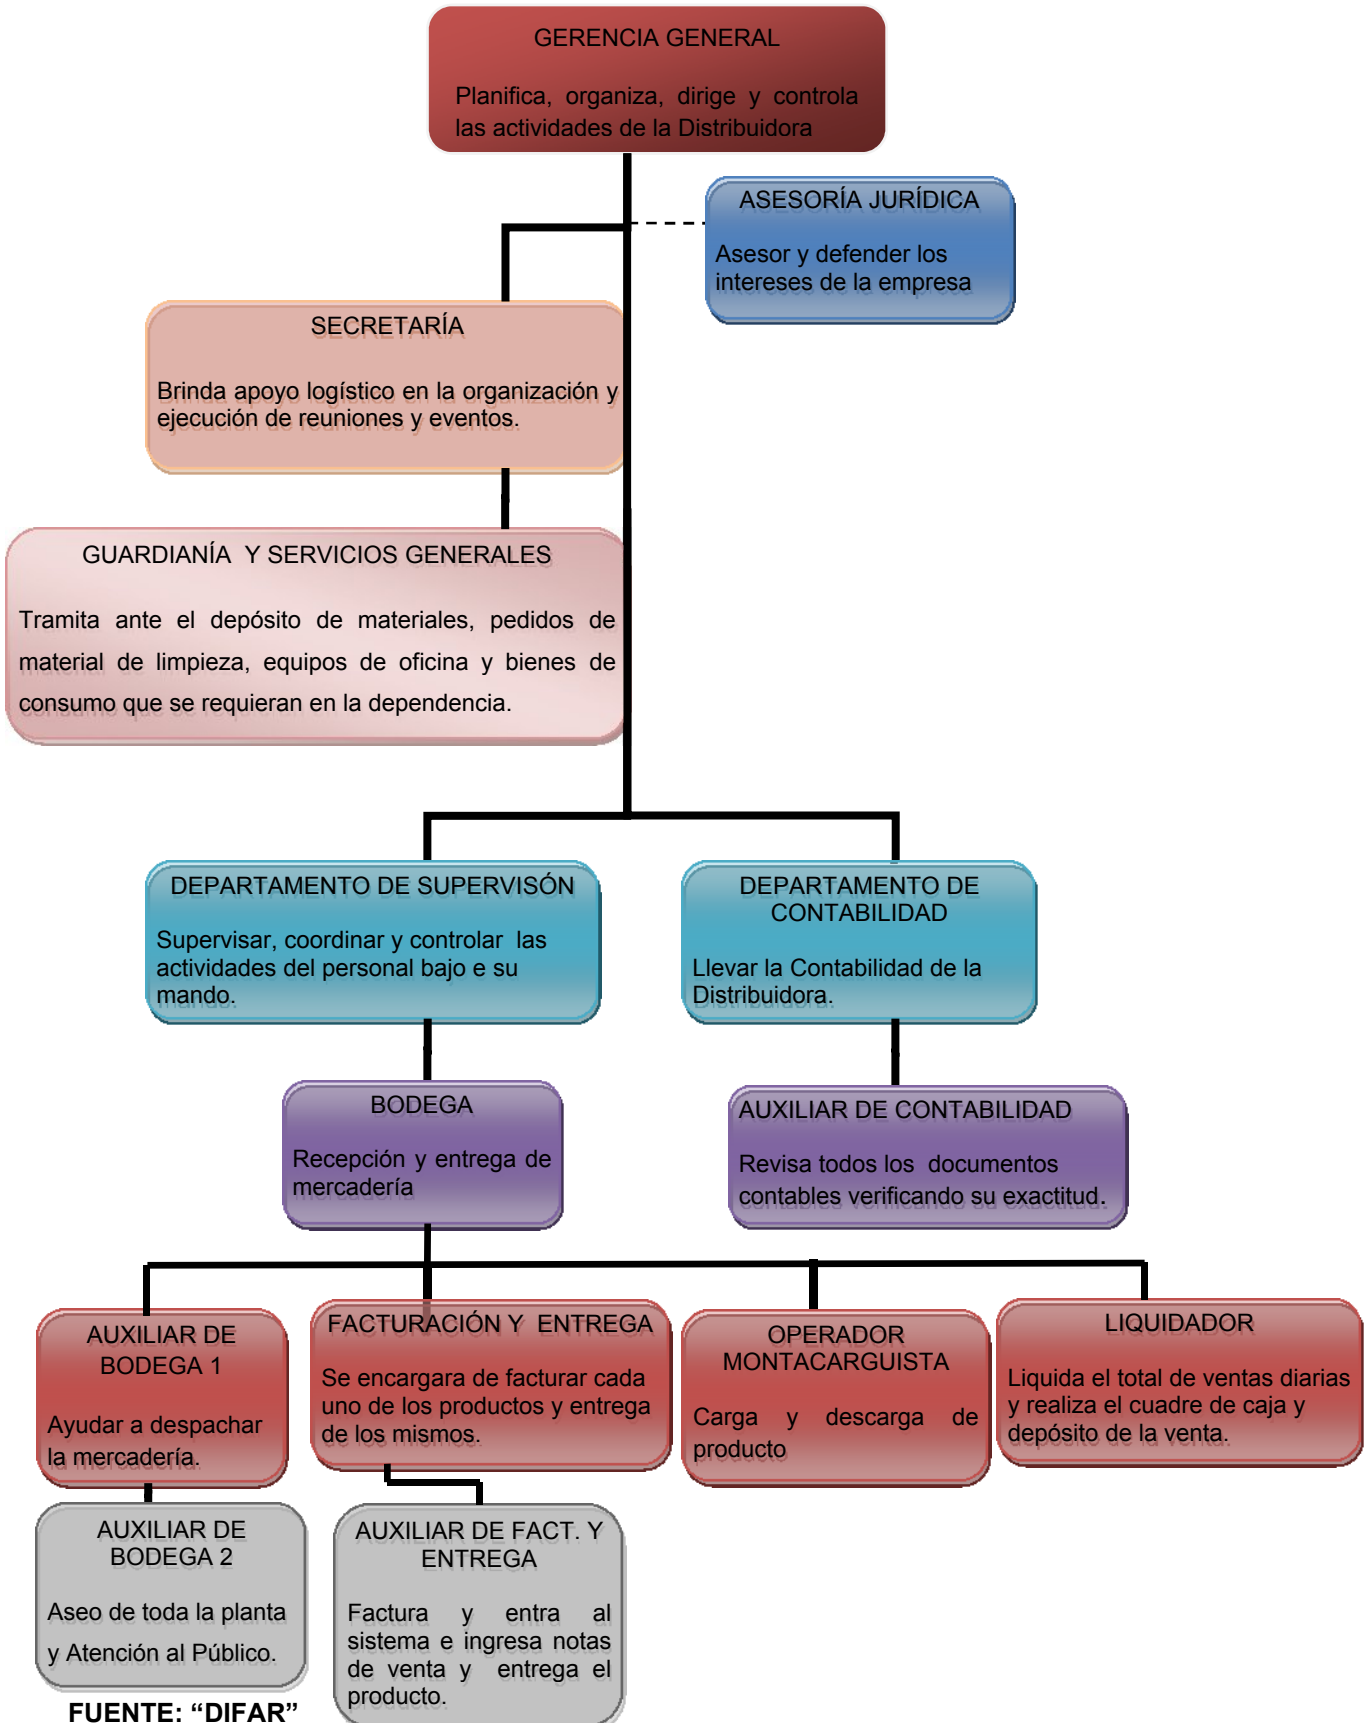 GERENCIA GENERAL
Planifica, organiza, dirige y controla
las actividades de la Distribuidora
ASESORÍA JURÍDICA
Asesor y defender los
intereses de la empresa
SECRETARÍA
Brinda apoyo logístico en la organización y
ejecución de reuniones y eventos.
GUARDIANÍA Y SERVICIOS GENERALES
Tramita ante el depósito de materiales, pedidos de
material de limpieza, equipos de oficina y bienes de
consumo que se requieran en la dependencia.
DEPARTAMENTO DE SUPERVISÓN
Supervisar, coordinar y controlar las
actividades del personal bajo e su
mando.
DEPARTAMENTO DE
CONTABILIDAD
Llevar la Contabilidad de la
Distribuidora.
BODEGA
Recepción y entrega de
mercadería
AUXILIAR DE CONTABILIDAD
Revisa todos los documentos
contables verificando su exactitud.
AUXILIAR DE
BODEGA 1
Ayudar a despachar
la mercadería.
FACTURACIÓN Y ENTREGA
Se encargara de facturar cada
uno de los productos y entrega
de los mismos.
OPERADOR
MONTACARGUISTA
Carga y descarga de
producto
LIQUIDADOR
Liquida el total de ventas diarias
y realiza el cuadre de caja y
depósito de la venta.
AUXILIAR DE
BODEGA 2
Aseo de toda la planta
y Atención al Público.
AUXILIAR DE FACT. Y
ENTREGA
Factura y entra al
sistema e ingresa notas
de venta y entrega el
producto.
FUENTE: “DIFAR”